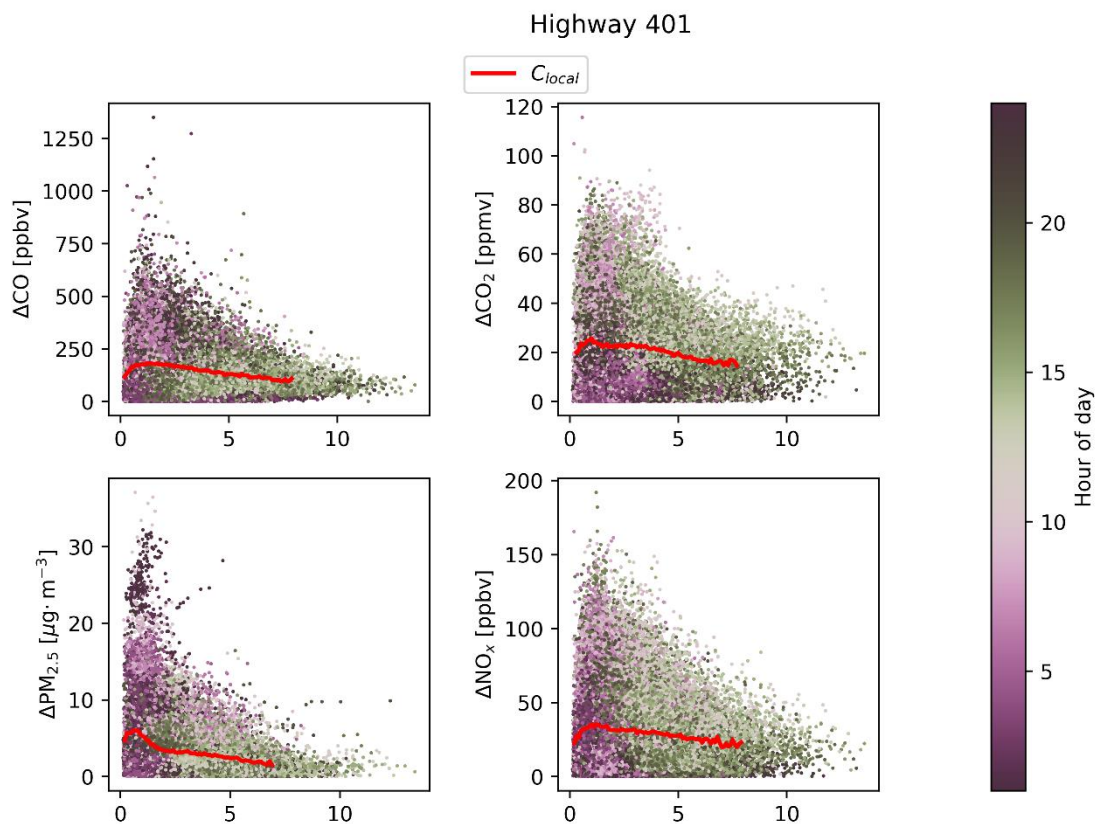 Highway 401
C_local
ΔCO [ppbv]
1250
1000
750
500
250
0
0 5 10
ΔCO₂ [ppmv]
120
100
80
60
40
20
0
0 5 10
ΔPM₂.₅ [μg· m⁻³]
30
20
10
0
0 5 10
ΔNOₓ [ppbv]
200
150
100
50
0
0 5 10
20
15
10
5
Hour of day